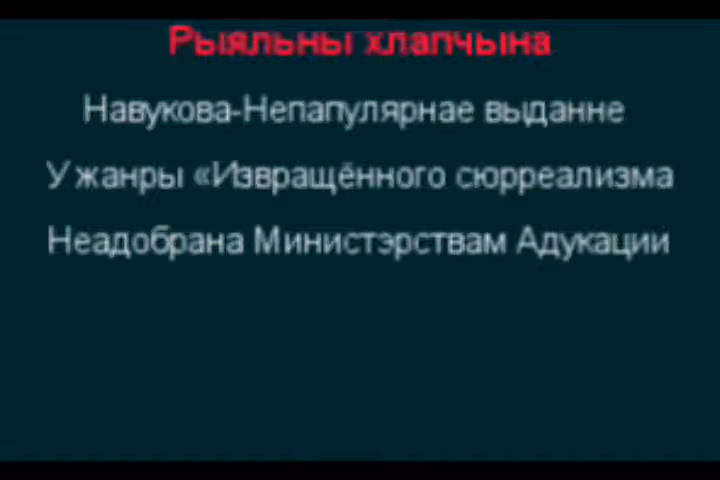 Рыяльны хлапчына
Навукова-Непапулярнае выданне
У жанры «Извращённого сюрреализма
Неадобрана Министэрствам Адукации